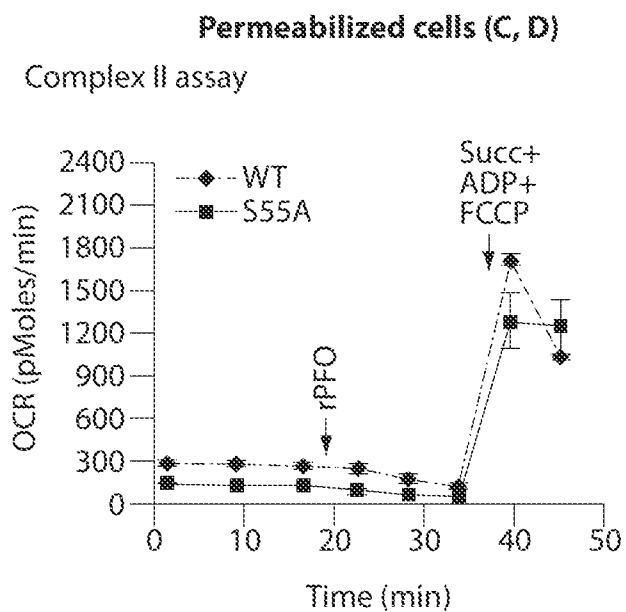 Permeabilized cells (C, D)
Complex II assay
OCR (pMoles/min)
2400
2100
1800
1500
1200
900
600
300
0
WT
S55A
rPFO
Succ+
ADP+
FCCP
0 10 20 30 40 50
Time (min)